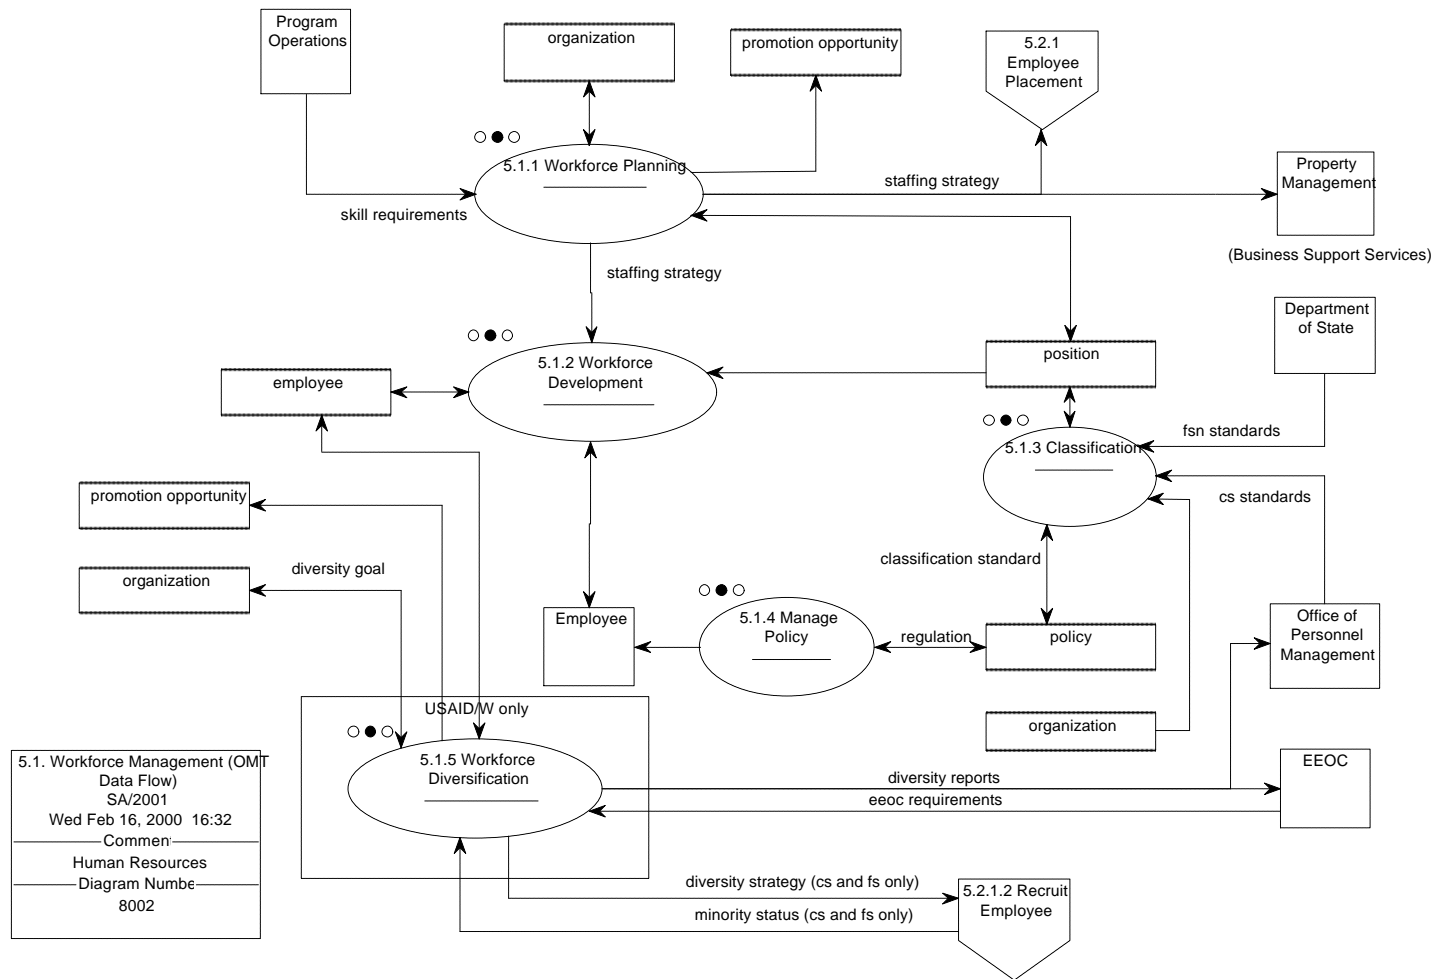 Program
Operations
organization
promotion opportunity
5.2.1
Employee
Placement
5.1.1 Workforce Planning
staffing strategy
Property
Management
skill requirements
(Business Support Services)
staffing strategy
Department
of State
5.1.2 Workforce
Development
position
employee
fsn standards
5.1.3 Classification
promotion opportunity
cs standards
classification standard
organization
diversity goal
Employee
5.1.4 Manage
Policy
regulation
policy
Office of
Personnel
Management
USAID/W only
organization
5.1.5 Workforce
Diversification
diversity reports
eeoc requirements
EEOC
5.1. Workforce Management (OMT
Data Flow)
SA/2001
Wed Feb 16, 2000  16:32
Comment
Human Resources
Diagram Numbe
8002
diversity strategy (cs and fs only)
minority status (cs and fs only)
5.2.1.2 Recruit
Employee